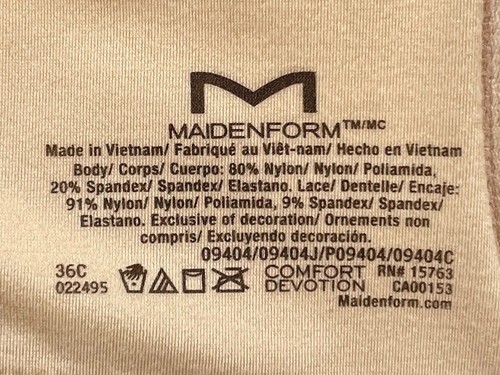 MAIDENFORM™/MC
Made in Vietnam/ Fabriqué au Viêt-nam/ Hecho en Vietnam
Body/ Corps/ Cuerpo: 80% Nylon/ Nylon/ Poliamida,
20% Spandex/ Spandex/ Elastano. Lace/ Dentelle/ Encaje:
91% Nylon/ Nylon/ Poliamida, 9% Spandex/ Spandex/
Elastano. Exclusive of decoration/ Ornements non
compris/ Excluyendo decoración.
09404/09404J/P09404/09404C
36C COMFORT RN# 15763
022495 DEVOTION CA00153
Maidenform.com